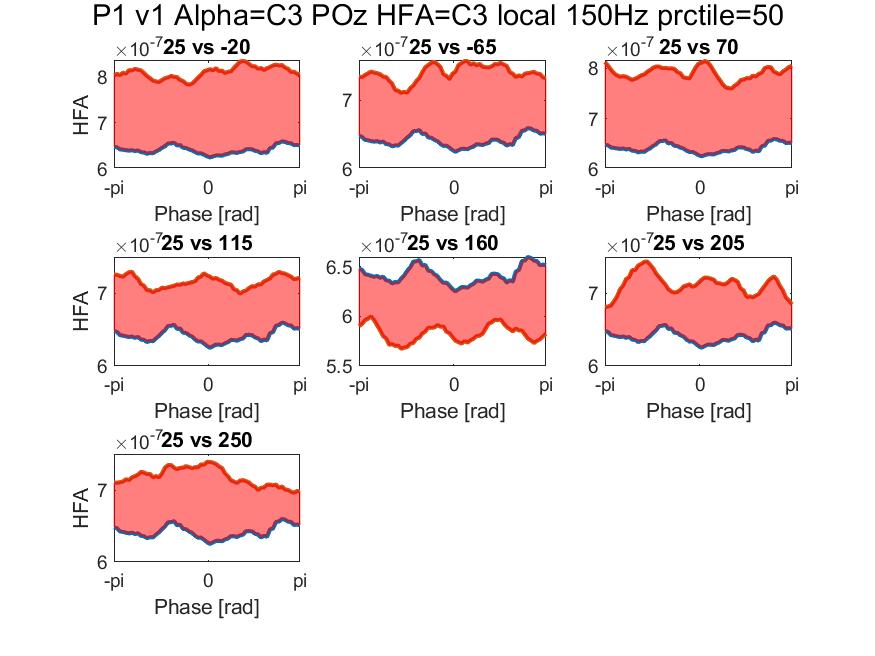 P1 v1 Alpha=C3 POz HFA=C3 local 150Hz prctile=50
×10-7 25 vs -20
×10-7 25 vs -65
×10-7 25 vs 70
HFA
8
7
6
7
6
8
7
6
-pi 0 pi
-pi 0 pi
-pi 0 pi
Phase [rad]
Phase [rad]
Phase [rad]
×10-7 25 vs 115
×10-7 25 vs 160
×10-7 25 vs 205
HFA
7
6
6.5
6
5.5
7
6
-pi 0 pi
-pi 0 pi
-pi 0 pi
Phase [rad]
Phase [rad]
Phase [rad]
×10-7 25 vs 250
HFA
7
6
-pi 0 pi
Phase [rad]